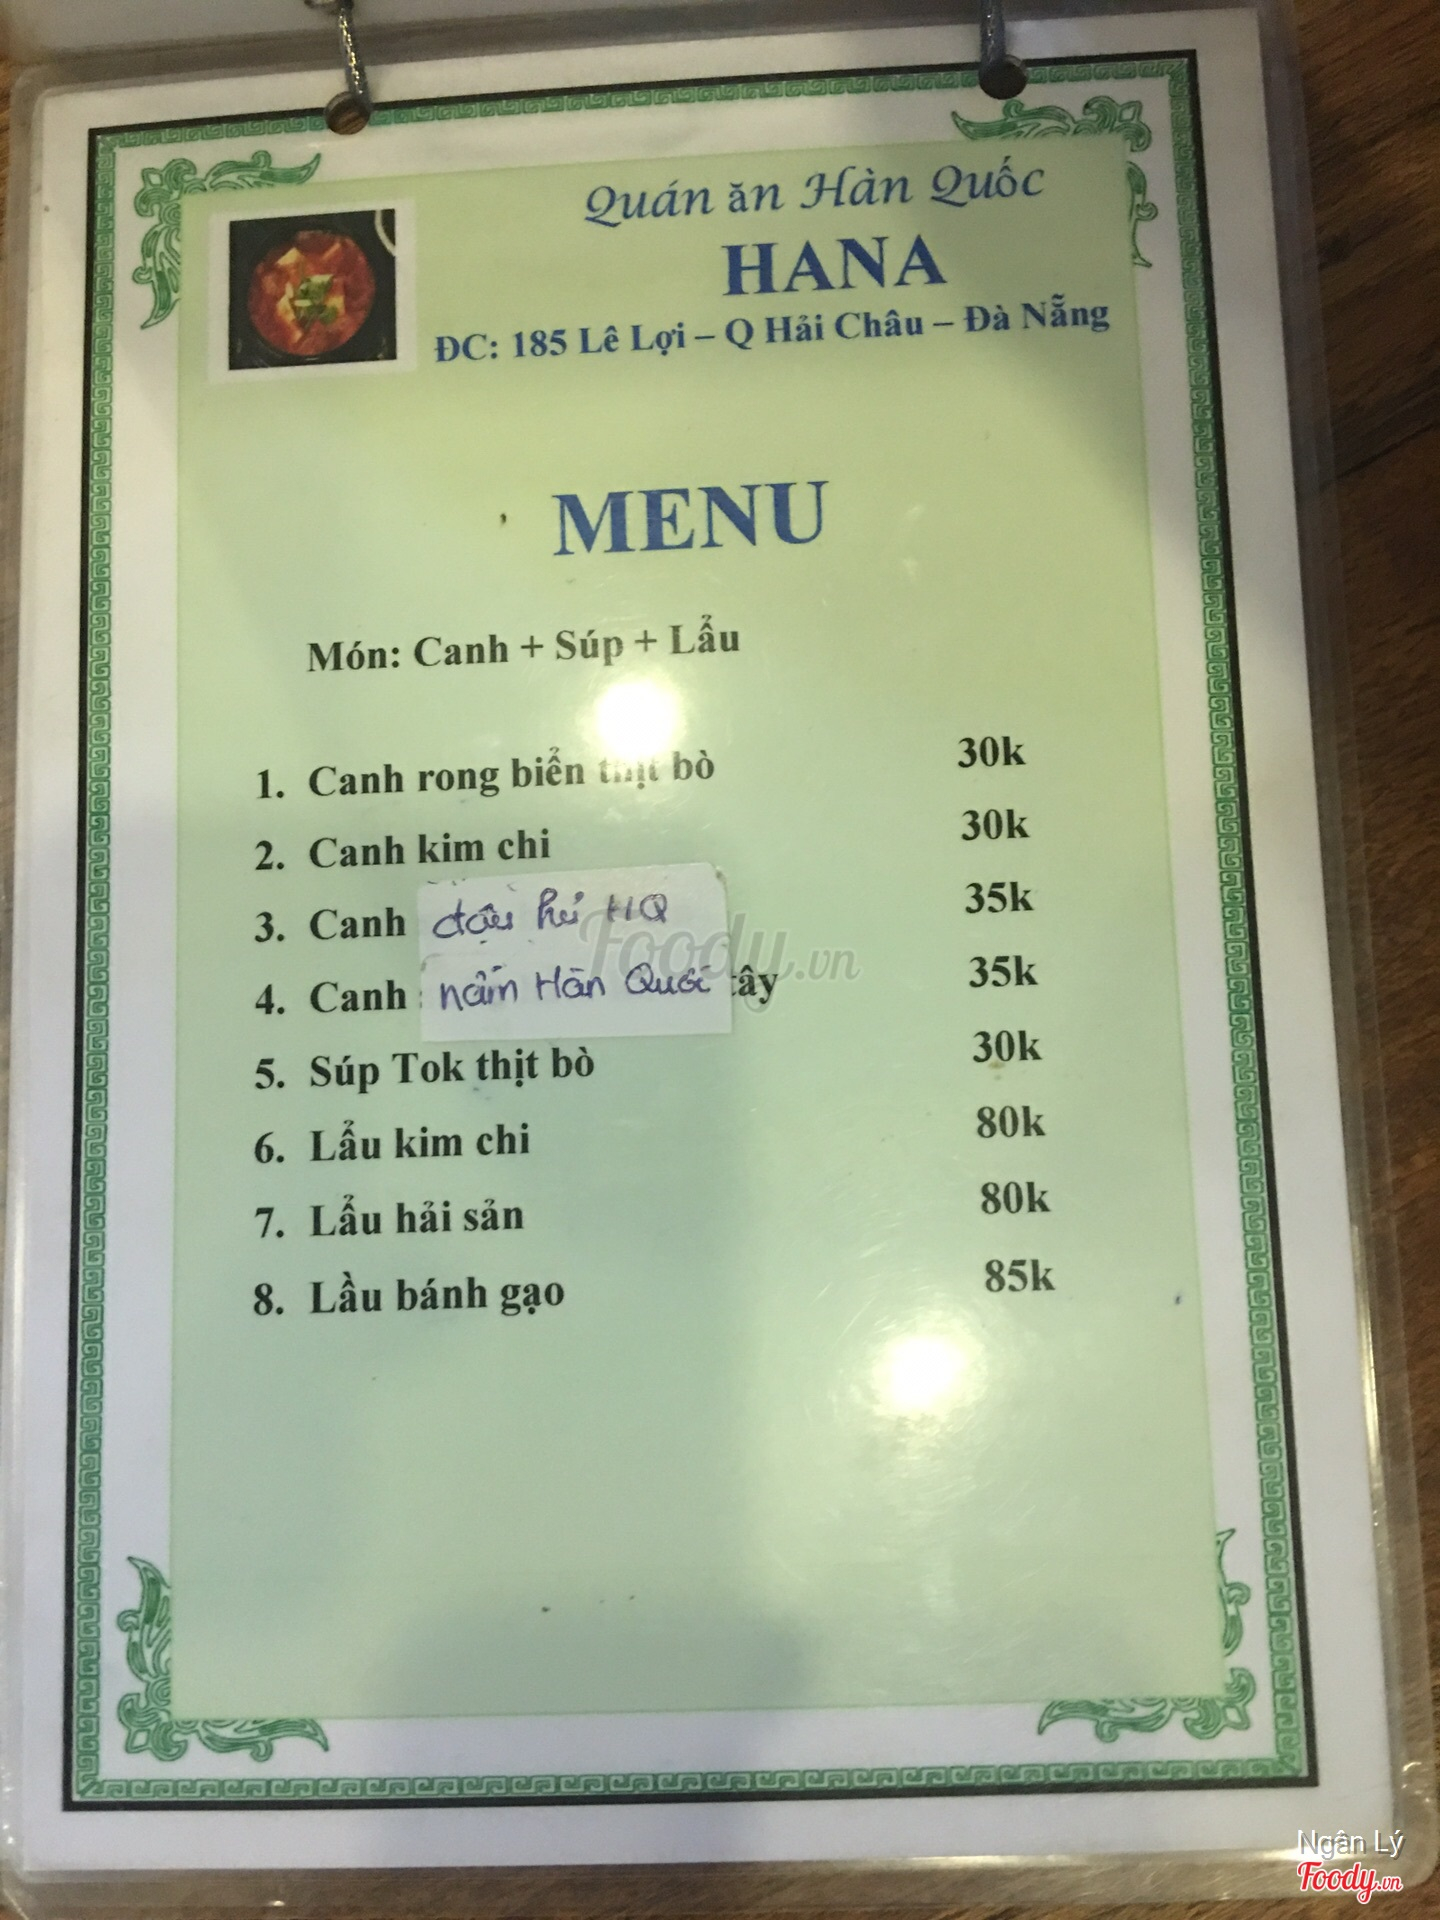 Quán ăn Hàn Quốc
HANA
ĐC: 185 Lê Lợi – Q Hải Châu – Đà Nẵng
MENU
Món: Canh + Súp + Lẩu
1. Canh rong biển thịt bò 30k
2. Canh kim chi 30k
3. Canh đậu hủ HQ 35k
4. Canh nấm Hàn Quốc tây 35k
5. Súp Tok thịt bò 30k
6. Lẩu kim chi 80k
7. Lẩu hải sản 80k
8. Lầu bánh gạo 85k
Foody.vn
Ngân Lý
Foody.vn